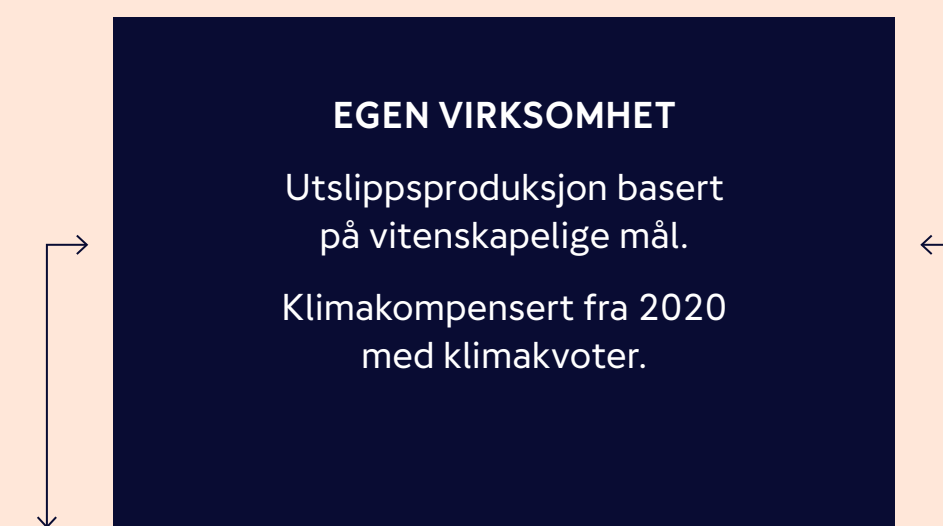 EGEN VIRKSOMHET
Utslippsproduksjon basert
på vitenskapelige mål.
Klimakompensert fra 2020
med klimakvoter.